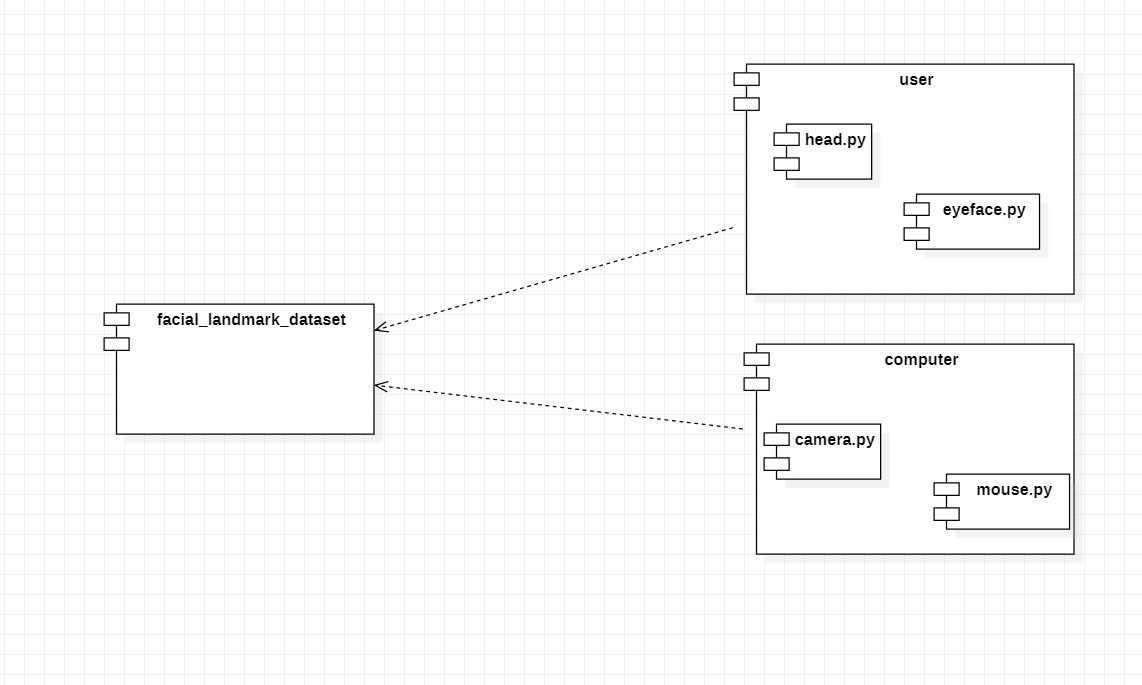 user
head.py
eyeface.py
facial_landmark_dataset
computer
camera.py
mouse.py